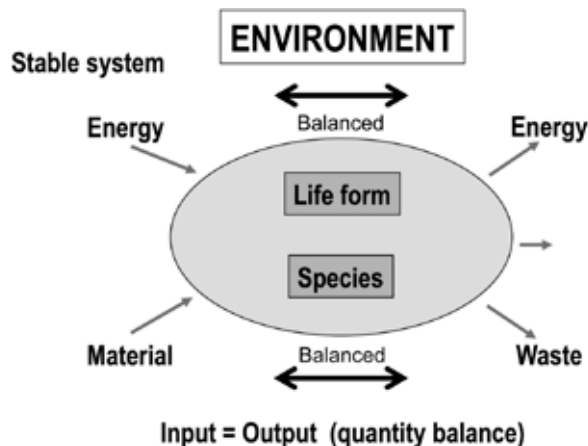 ENVIRONMENT
Stable system
Energy
Balanced
Energy
Life form
Species
Material
Balanced
Waste
Input = Output (quantity balance)